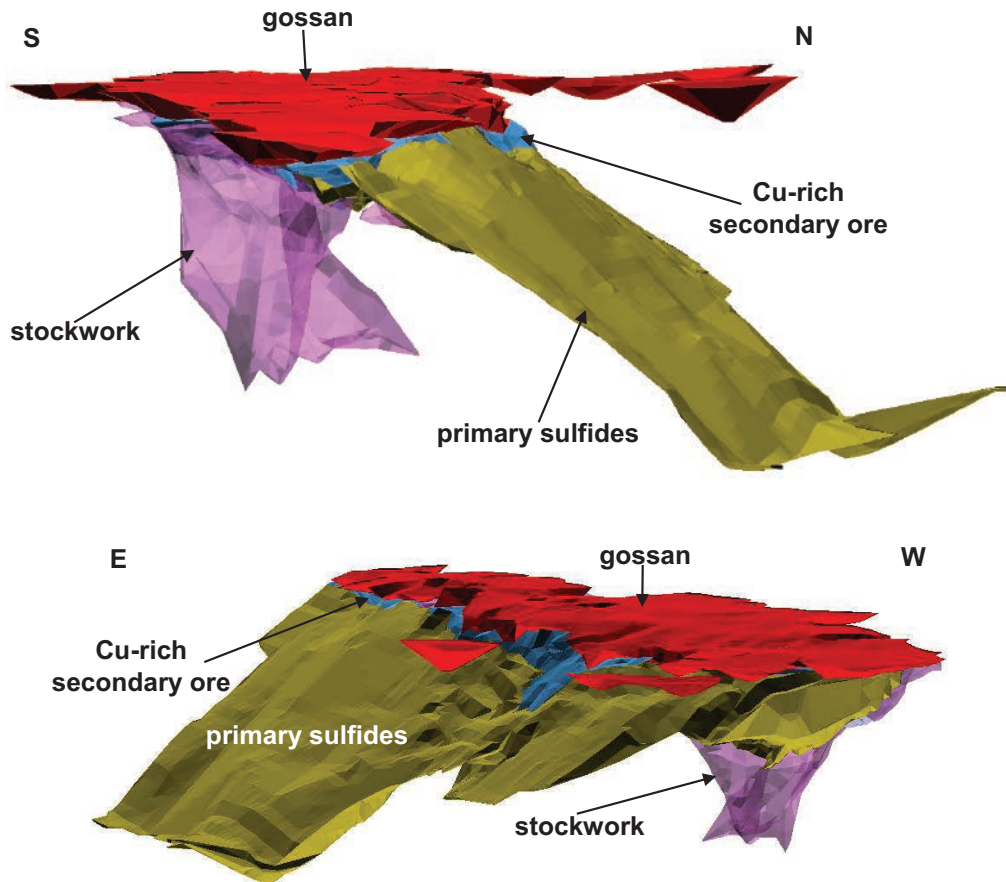 gossan
S
N
Cu-rich
secondary ore
stockwork
primary sulfides
E
W
gossan
Cu-rich
secondary ore
primary sulfides
stockwork